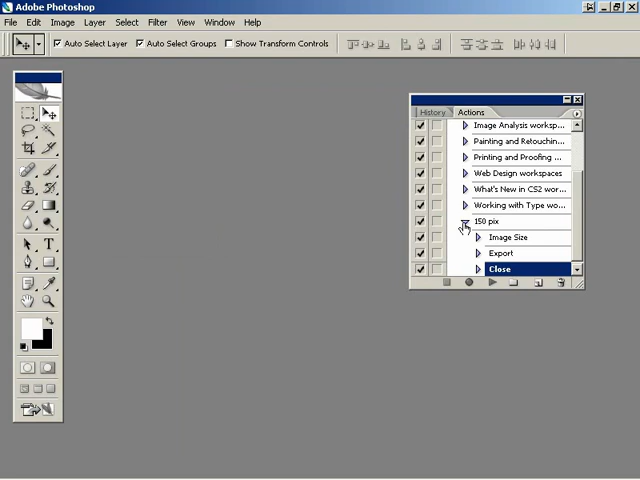 Adobe Photoshop
File Edit Image Layer Select Filter View Window Help
Auto Select Layer Auto Select Groups Show Transform Controls
History Actions
Image Analysis worksp...
Painting and Retouchin...
Printing and Proofing ...
Web Design workspaces
What's New in CS2 wor...
Working with Type wo...
150 pix
Image Size
Export
Close
T